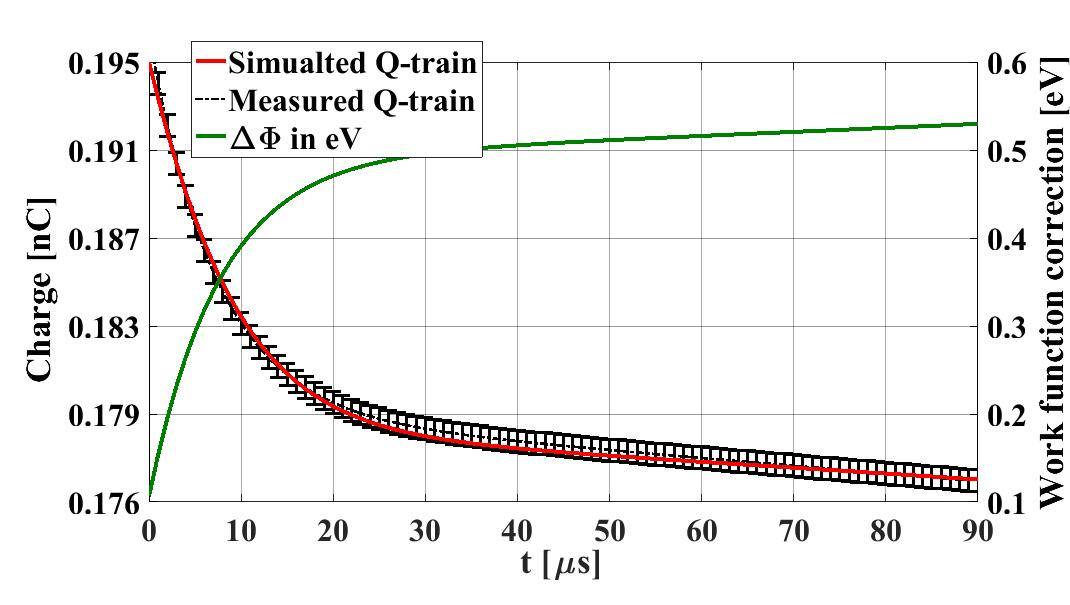 Simualted Q-train
Measured Q-train
ΔΦ in eV
Charge [nC]
0.195
0.191
0.187
0.183
0.179
0.176
0.6
0.5
0.4
0.3
0.2
0.1
Work function correction [eV]
0 10 20 30 40 50 60 70 80 90
t [μs]